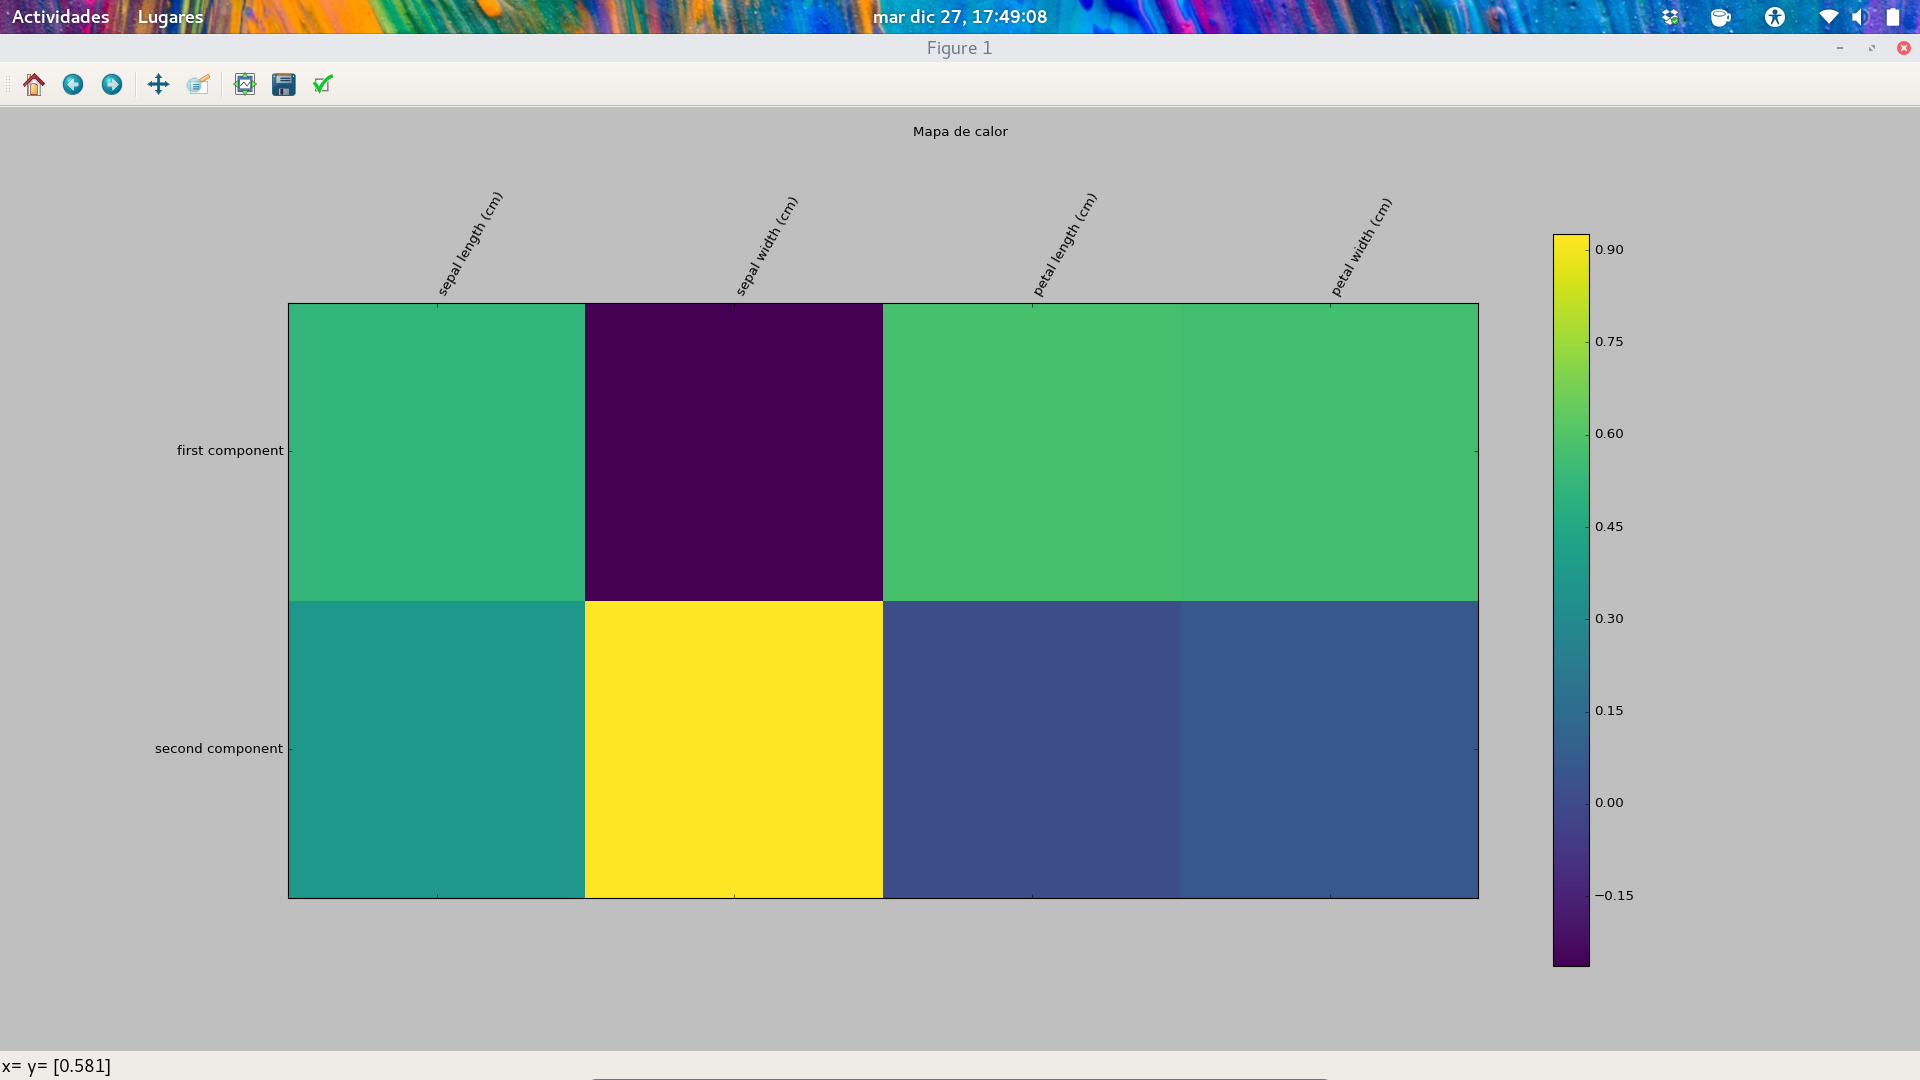 Actividades Lugares mar dic 27, 17:49:08
Figure 1
Mapa de calor
sepal length (cm)
sepal width (cm)
petal length (cm)
petal width (cm)
first component
second component
0.90
0.75
0.60
0.45
0.30
0.15
0.00
−0.15
x= y= [0.581]